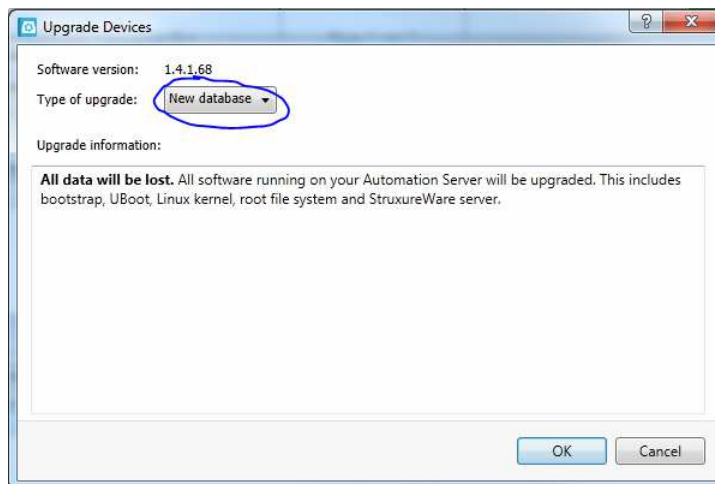 Upgrade Devices
Software version: 1.4.1.68
Type of upgrade: New database
Upgrade information:
All data will be lost. All software running on your Automation Server will be upgraded. This includes
bootstrap, UBoot, Linux kernel, root file system and StruxureWare server.
OK Cancel